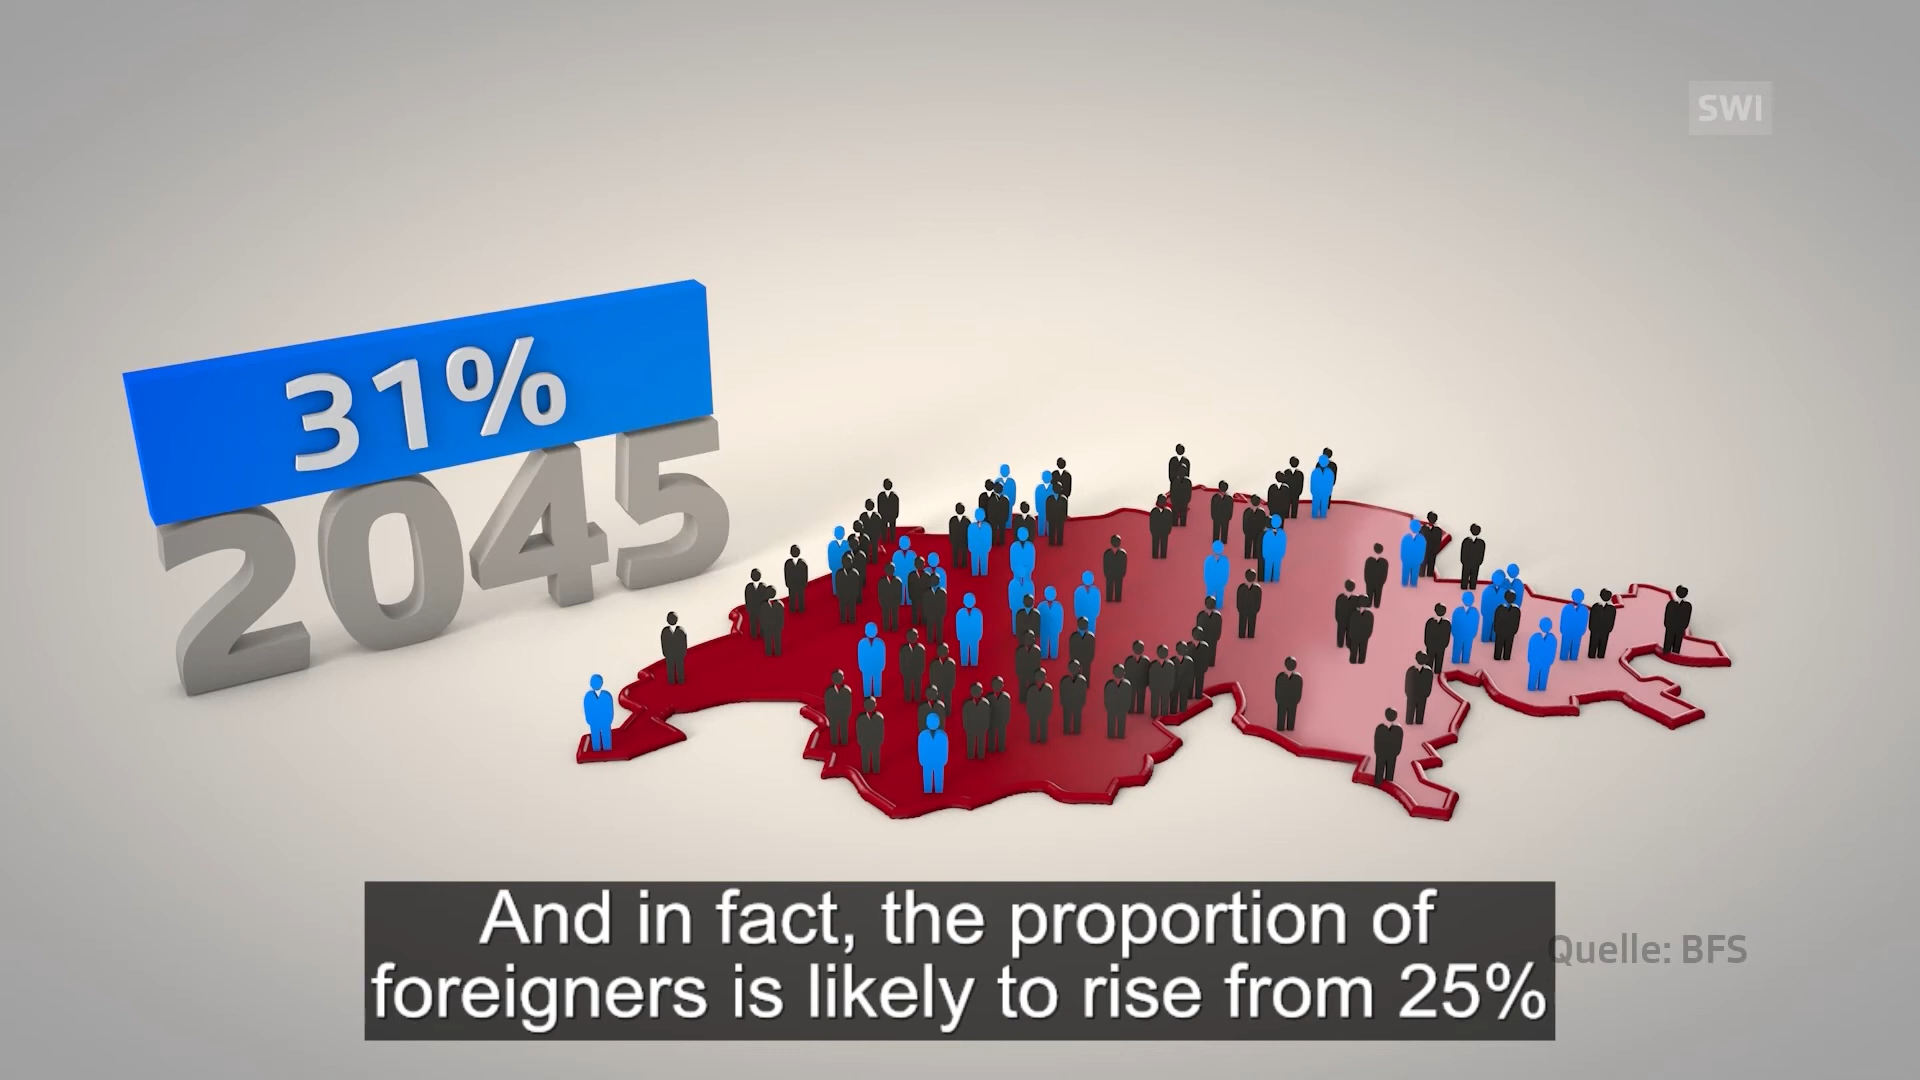 SWI
31%
2045
And in fact, the proportion of
foreigners is likely to rise from 25%
Quelle: BFS